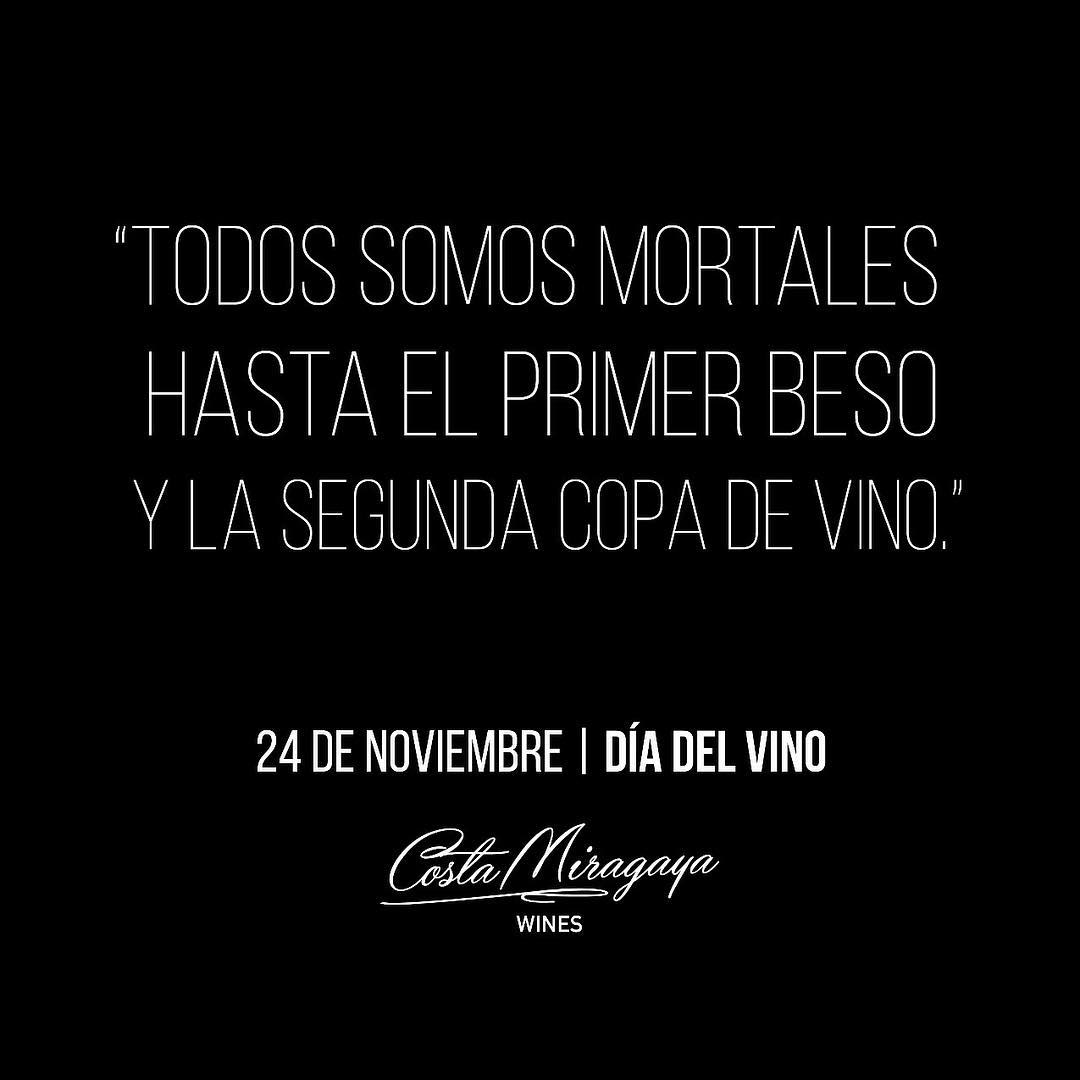 “TODOS SOMOS MORTALES
HASTA EL PRIMER BESO
Y LA SEGUNDA COPA DE VINO.”
24 DE NOVIEMBRE | DÍA DEL VINO
Costa Miragaya
WINES